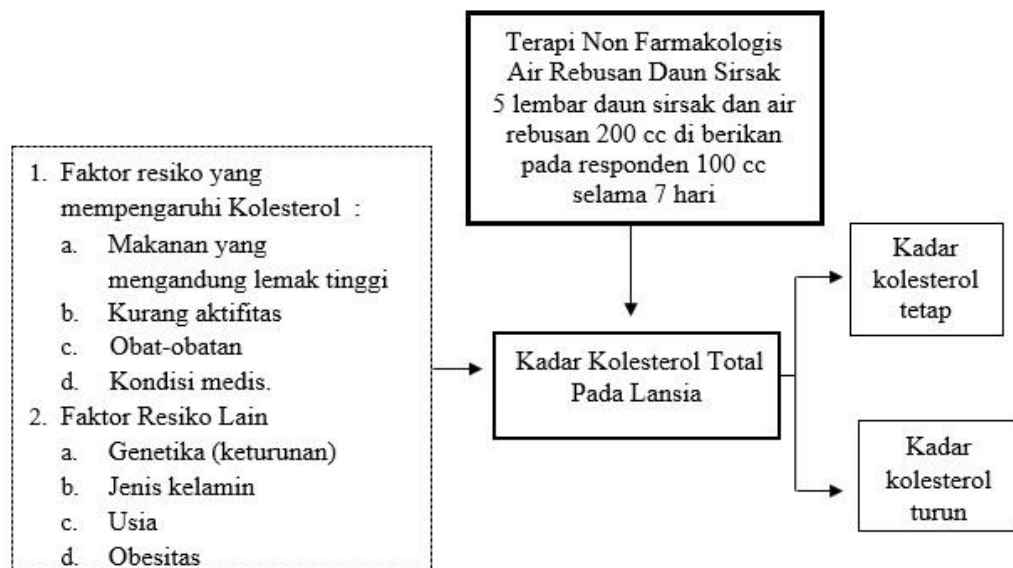 Terapi Non Farmakologis
Air Rebusan Daun Sirsak
5 lembar daun sirsak dan air
rebusan 200 cc di berikan
pada responden 100 cc
selama 7 hari
1. Faktor resiko yang
mempengaruhi Kolesterol :
a. Makanan yang
mengandung lemak tinggi
b. Kurang aktifitas
c. Obat-obatan
d. Kondisi medis.
2. Faktor Resiko Lain
a. Genetika (keturunan)
b. Jenis kelamin
c. Usia
d. Obesitas
Kadar Kolesterol Total
Pada Lansia
Kadar
kolesterol
tetap
Kadar
kolesterol
turun